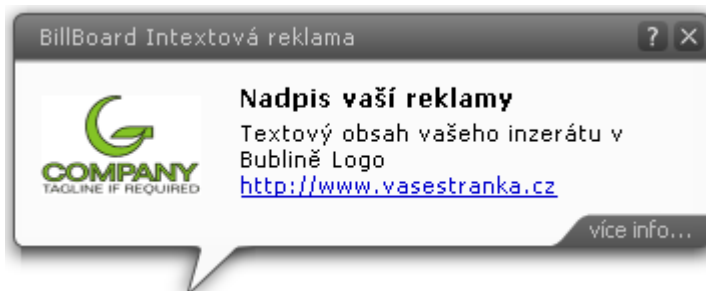 BillBoard Intextová reklama
?
Nadpis vaší reklamy
Textový obsah vašeho inzerátu v
Bublině Logo
http://www.vasestranka.cz
COMPANY
TAGLINE IF REQUIRED
více info...